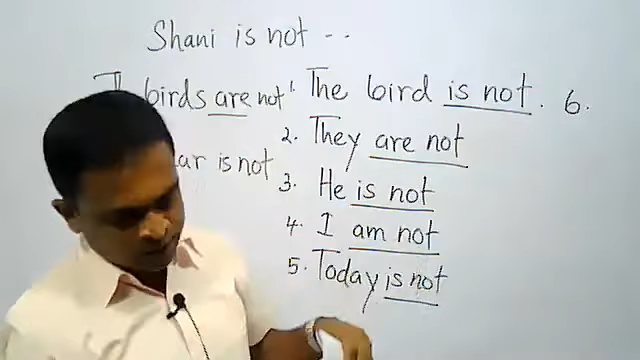 Shani is not --
birds are not
ar is not
1. The bird is not.
2. They are not
3. He is not
4. I am not
5. Today is not
6.